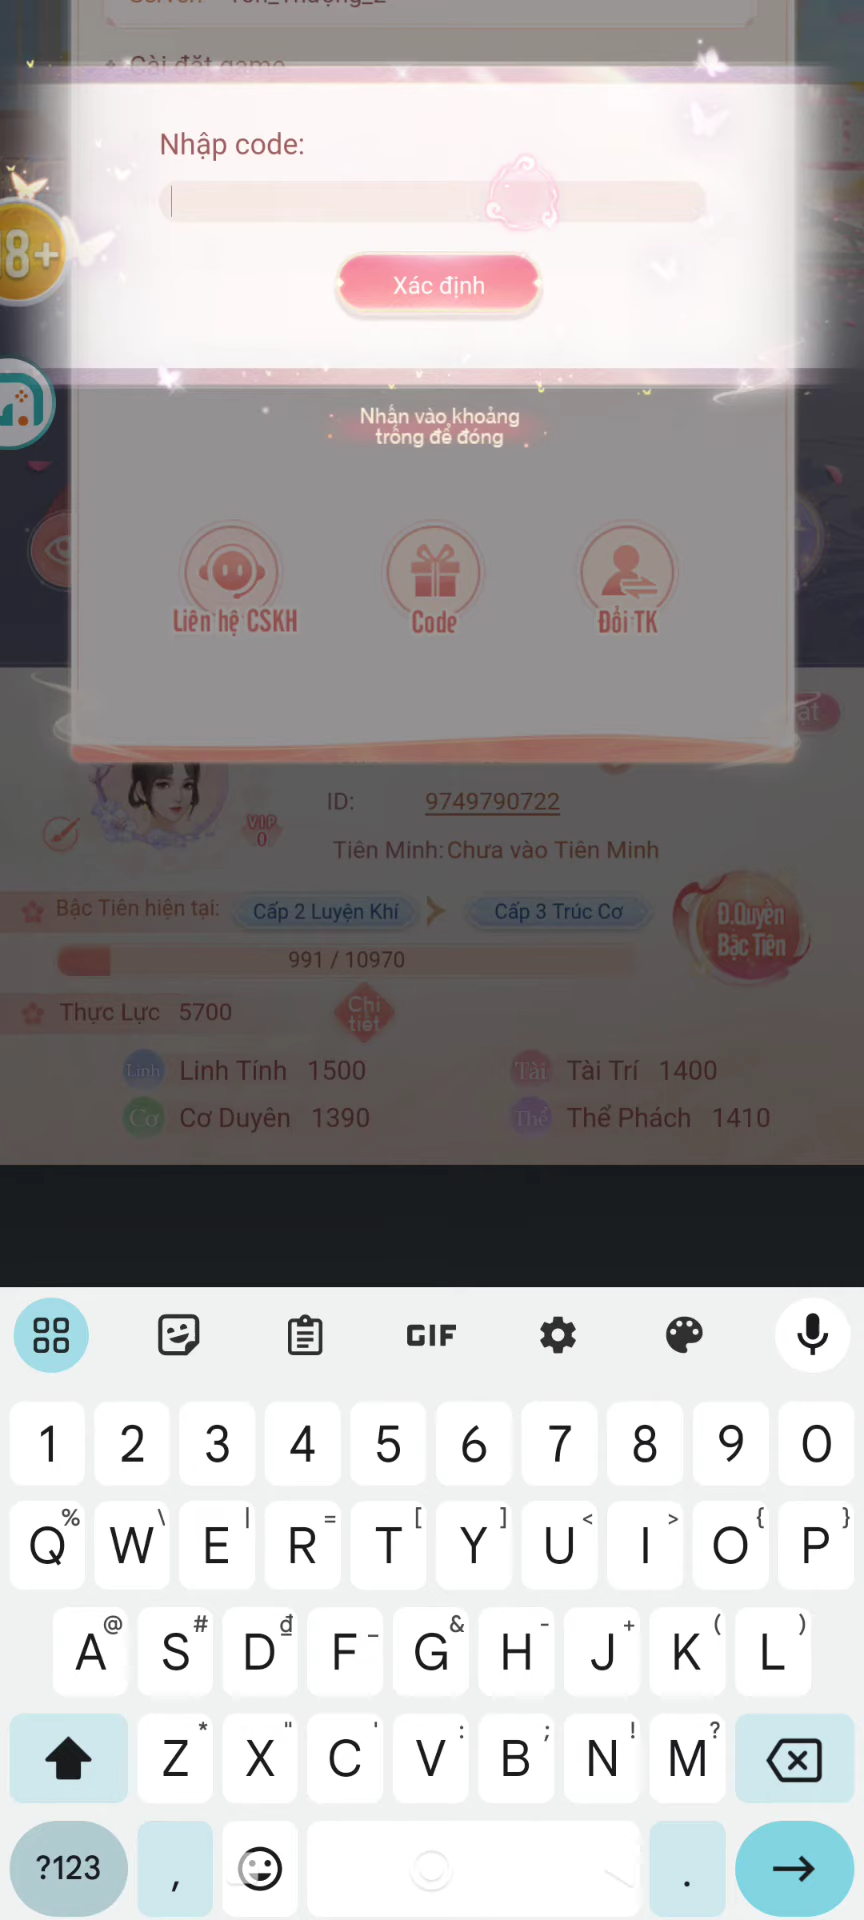 Cài đặt game
Nhập code:
18+
Xác định
Nhấn vào khoảng
trống để đóng
Liên hệ CSKH
Code
Đổi TK
VIP
0
ID: 9749790722
Tiên Minh: Chưa vào Tiên Minh
Bậc Tiên hiện tại: Cấp 2 Luyện Khí Cấp 3 Trúc Cơ
Đ.Quyền
Bậc Tiên
991 / 10970
Thực Lực 5700
Chi
tiết
Linh Linh Tính 1500 Tài Tài Trí 1400
Cơ Cơ Duyên 1390 Thể Thể Phách 1410
GIF
1 2 3 4 5 6 7 8 9 0
% \ | = [ ] < > { }
Q W E R T Y U I O P
@ # đ _ & - + ( )
A S D F G H J K L
* " ' : ; ! ?
Z X C V B N M
?123 , .